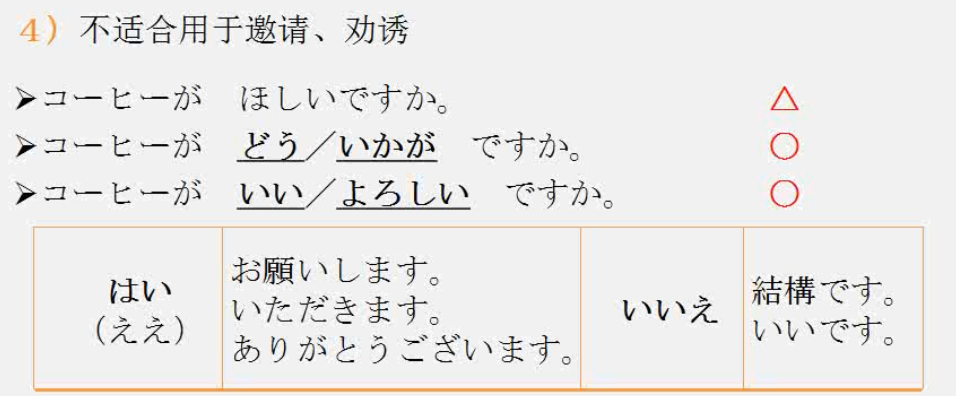 4）不适合用于邀请、劝诱
➢コーヒーが　ほしいですか。　△
➢コーヒーが　どう／いかが　ですか。　○
➢コーヒーが　いい／よろしい　ですか。　○
はい
（ええ）
お願いします。
いただきます。
ありがとうございます。
いいえ
結構です。
いいです。